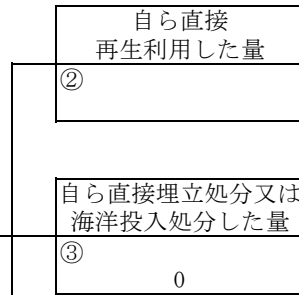 自ら直接
再生利用した量
②
自ら直接埋立処分又は
海洋投入処分した量
③
0